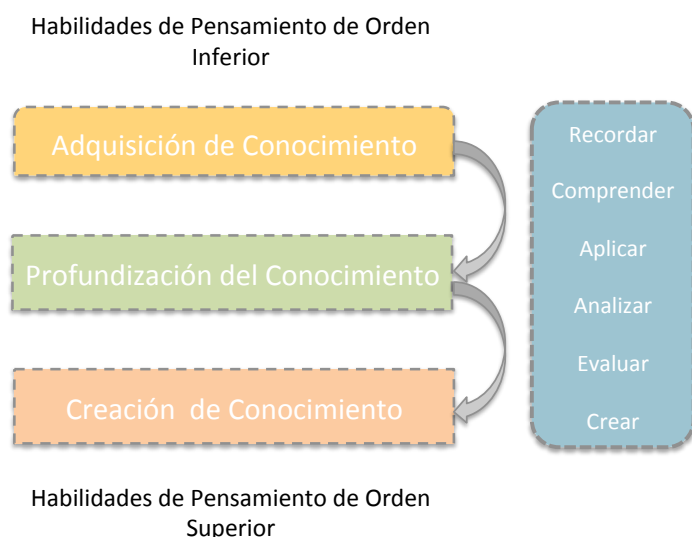 Habilidades de Pensamiento de Orden
Inferior
Adquisición de Conocimiento
Profundización del Conocimiento
Creación de Conocimiento
Habilidades de Pensamiento de Orden
Superior
Recordar
Comprender
Aplicar
Analizar
Evaluar
Crear